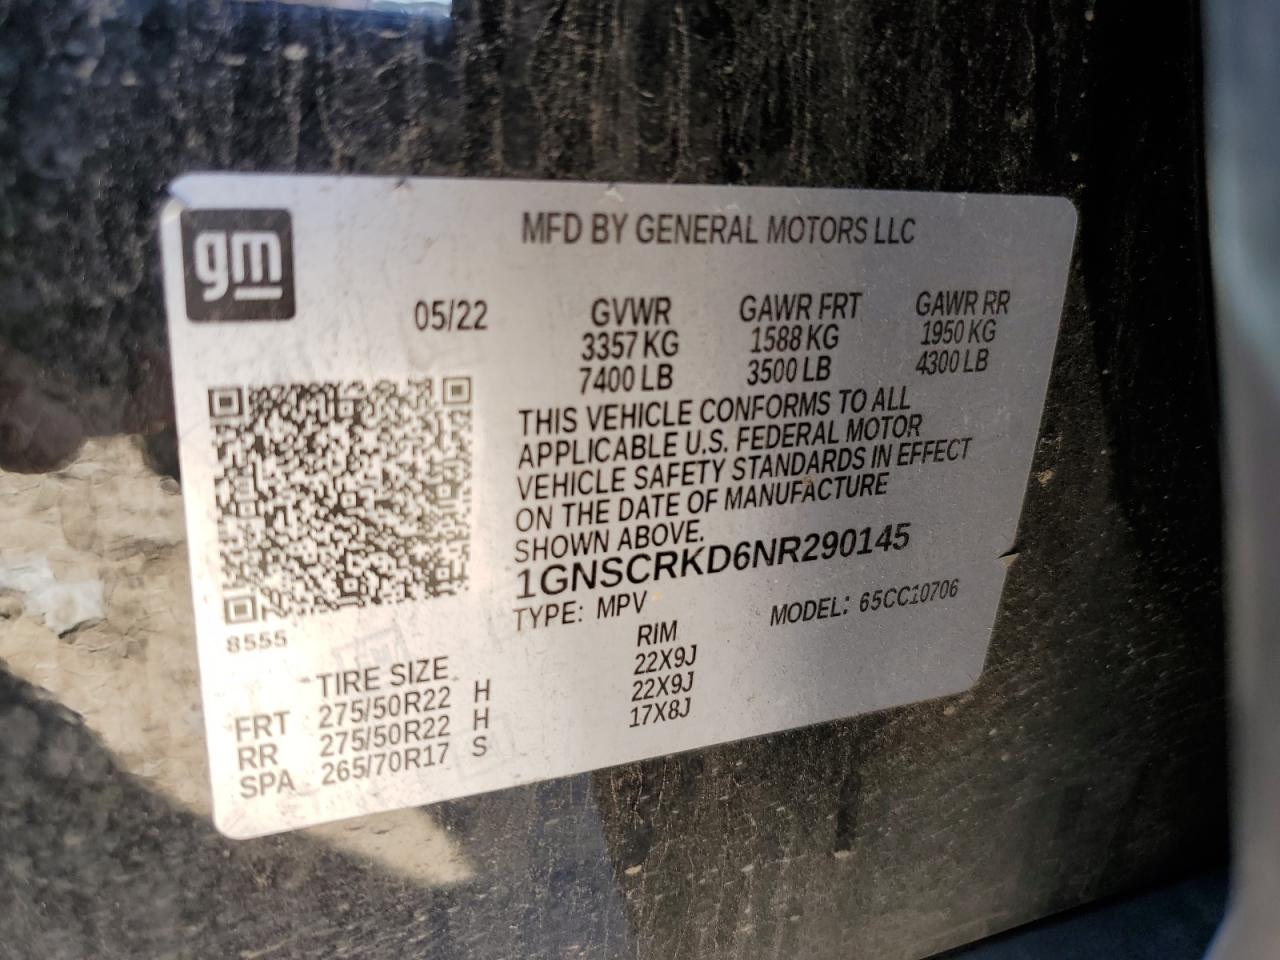 gm
MFD BY GENERAL MOTORS LLC
05/22 GVWR GAWR FRT GAWR RR
3357 KG 1588 KG 1950 KG
7400 LB 3500 LB 4300 LB
THIS VEHICLE CONFORMS TO ALL
APPLICABLE U.S. FEDERAL MOTOR
VEHICLE SAFETY STANDARDS IN EFFECT
ON THE DATE OF MANUFACTURE
SHOWN ABOVE.
1GNSCRKD6NR290145
TYPE: MPV MODEL: 65CC10706
8555
TIRE SIZE RIM
FRT 275/50R22 H 22X9J
RR 275/50R22 H 22X9J
SPA 265/70R17 S 17X8J